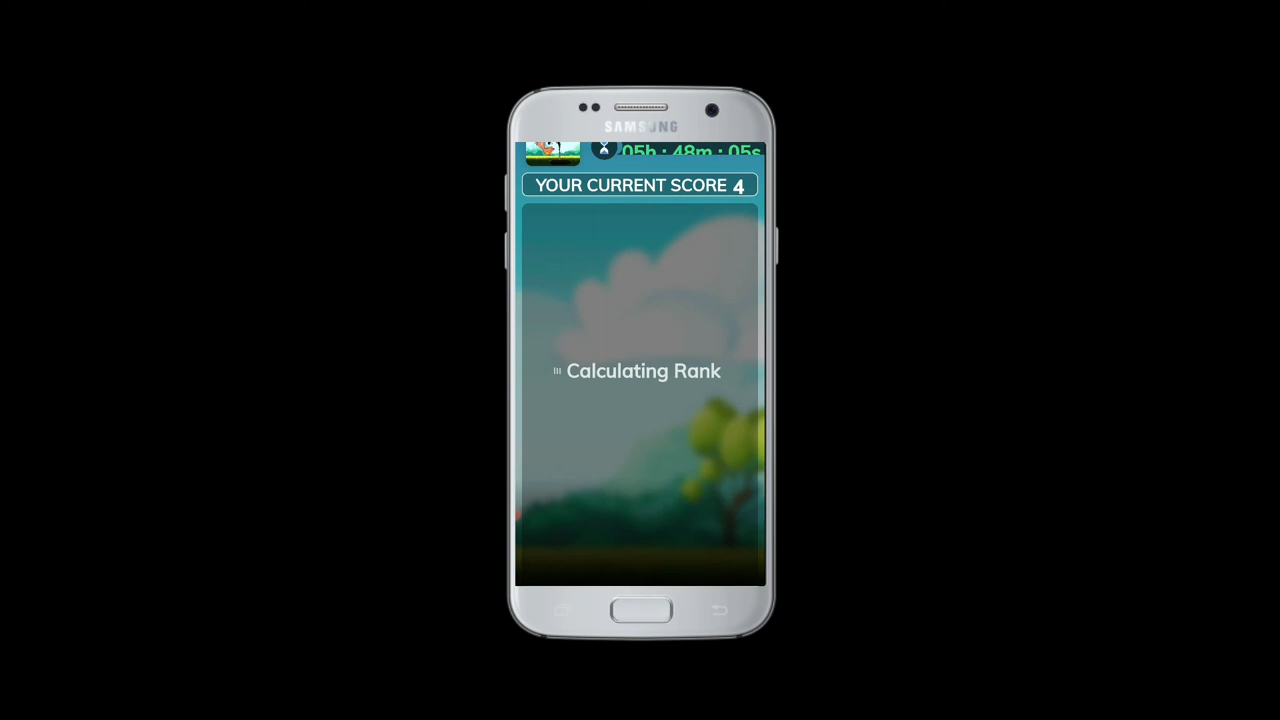 SAMSUNG
05h : 48m : 05s
YOUR CURRENT SCORE 4
Calculating Rank